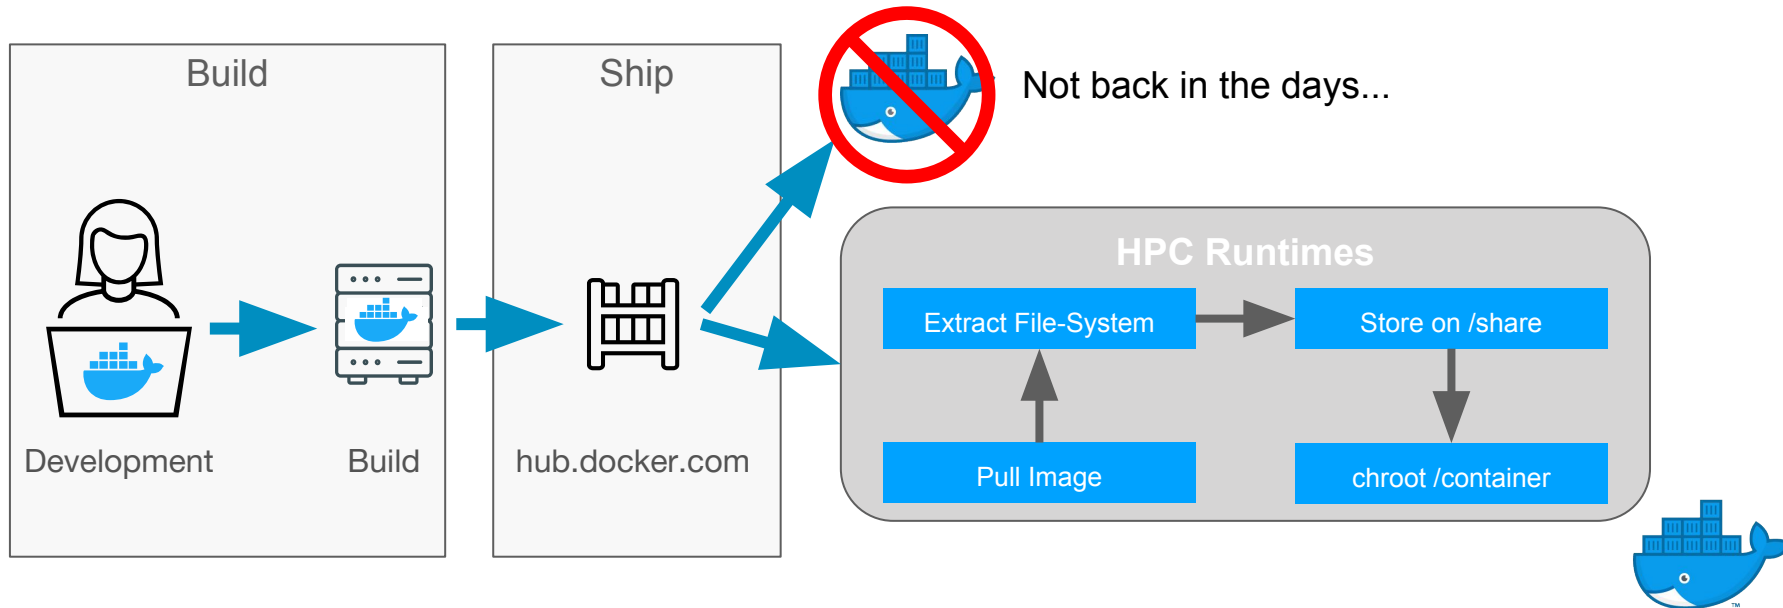 Build
Ship
Not back in the days...
Development
Build
hub.docker.com
HPC Runtimes
Extract File-System
Store on /share
Pull Image
chroot /container
TM